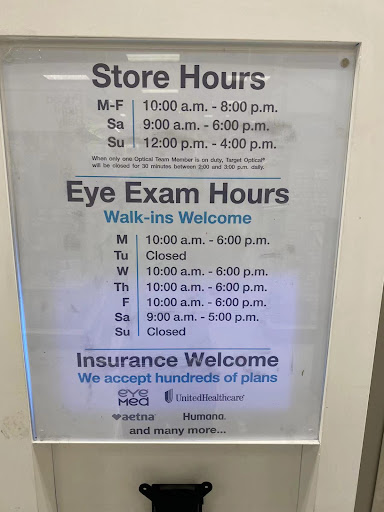 Store Hours
M-F 10:00 a.m. - 8:00 p.m.
Sa 9:00 a.m. - 6:00 p.m.
Su 12:00 p.m. - 4:00 p.m.
When only one Optical Team Member is on duty, Target Optical®
will be closed for 30 minutes between 2:00 and 3:00 p.m. daily.
Eye Exam Hours
Walk-ins Welcome
M 10:00 a.m. - 6:00 p.m.
Tu Closed
W 10:00 a.m. - 6:00 p.m.
Th 10:00 a.m. - 6:00 p.m.
F 10:00 a.m. - 6:00 p.m.
Sa 9:00 a.m. - 5:00 p.m.
Su Closed
Insurance Welcome
We accept hundreds of plans
eye Med UnitedHealthcare®
aetna™ Humana.
and many more...